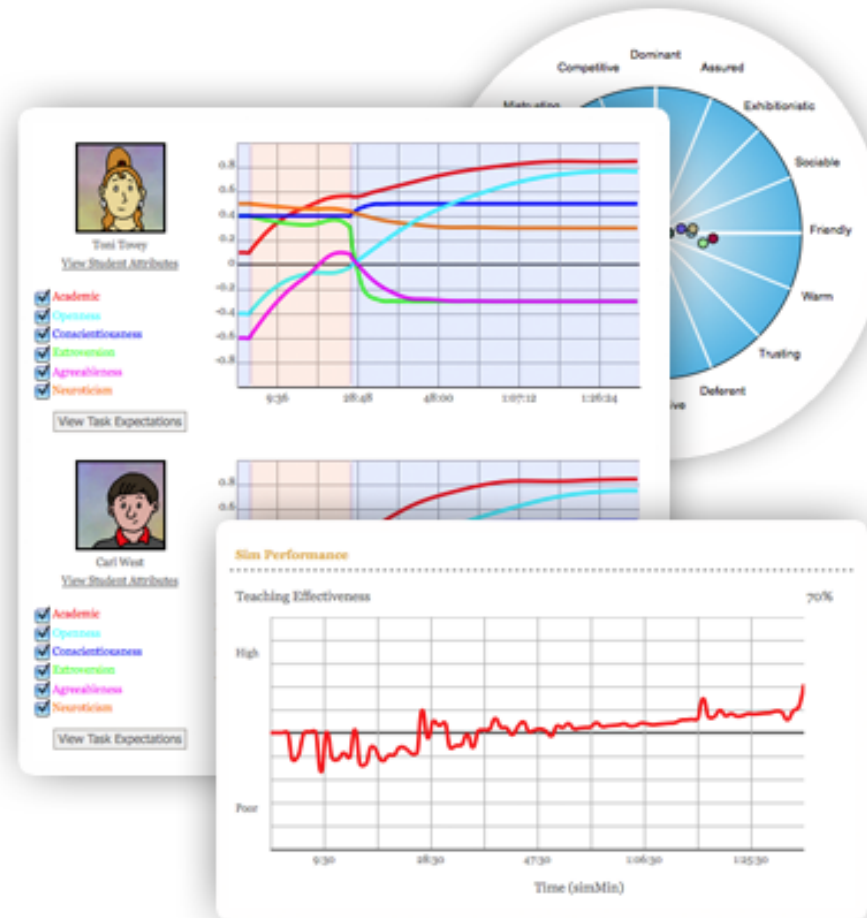 Dominant
Competitive
Assured
Exhibitionistic
Sociable
Friendly
Warm
Trusting
Deferent
Toni Tovey
View Student Attributes
Academic
Openness
Conscientiousness
Extroversion
Agreeableness
Neuroticism
View Task Expectations
0.8
0.6
0.4
0.2
0
-0.2
-0.4
-0.6
-0.8
9:36
28:48
48:00
1:07:12
1:26:24
Carl West
View Student Attributes
Academic
Openness
Conscientiousness
Extroversion
Agreeableness
Neuroticism
View Task Expectations
0.8
Sim Performance
Teaching Effectiveness
70%
High
Poor
9:30
28:30
47:30
1:06:30
1:25:30
Time (simMin)